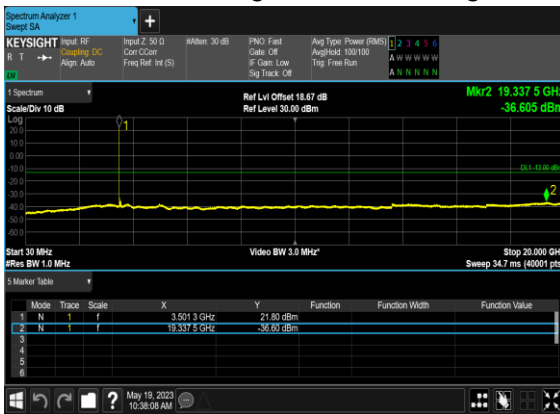 Spectrum Analyzer 1
Swept SA
KEYSIGHT Input: RF Input Z: 50 Ω #Atten: 30 dB PNO: Fast Avg Type: Power (RMS) 1 2 3 4 5 6
R T Coupling: DC Corr CCorr Gate: Off Avg|Hold: 100/100 A W W W W W
Align: Auto Freq Ref: Int (S) IF Gain: Low Trig: Free Run
LV Sig Track: Off A N N N N N
1 Spectrum Ref Lvl Offset 18.67 dB Mkr2 19.337 5 GHz
Scale/Div 10 dB Ref Level 30.00 dBm -36.605 dBm
Log
20.0
10.0
0.00
-10.0
-20.0
-30.0
-40.0
-50.0
-60.0
1
DL1 -13.00 dBm
2
Start 30 MHz Video BW 3.0 MHz* Stop 20.000 GHz
#Res BW 1.0 MHz Sweep 34.7 ms (40001 pts)
5 Marker Table
Mode Trace Scale X Y Function Function Width Function Value
1 N 1 f 3.501 3 GHz 21.80 dBm
2 N 1 f 19.337 5 GHz -36.60 dBm
3
4
5
6
? May 19, 2023
10:38:08 AM